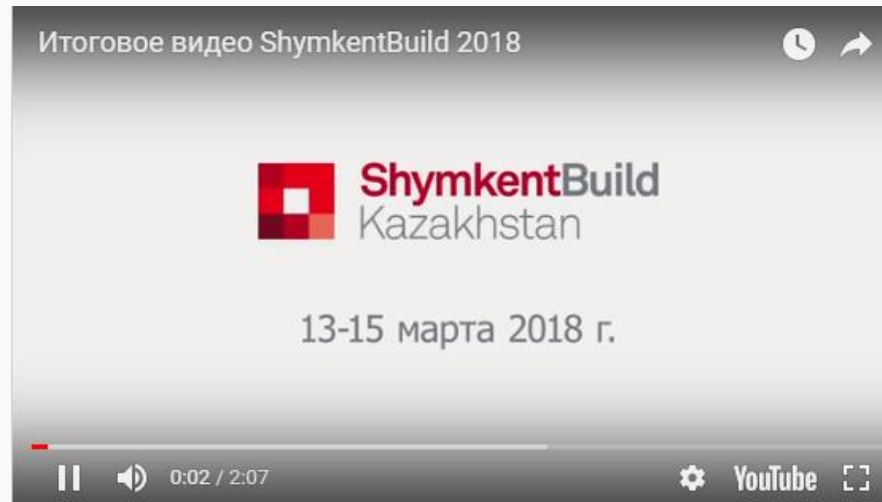 Итоговое видео ShymkentBuild 2018
ShymkentBuild
Kazakhstan
13-15 марта 2018 г.
0:02 / 2:07
YouTube